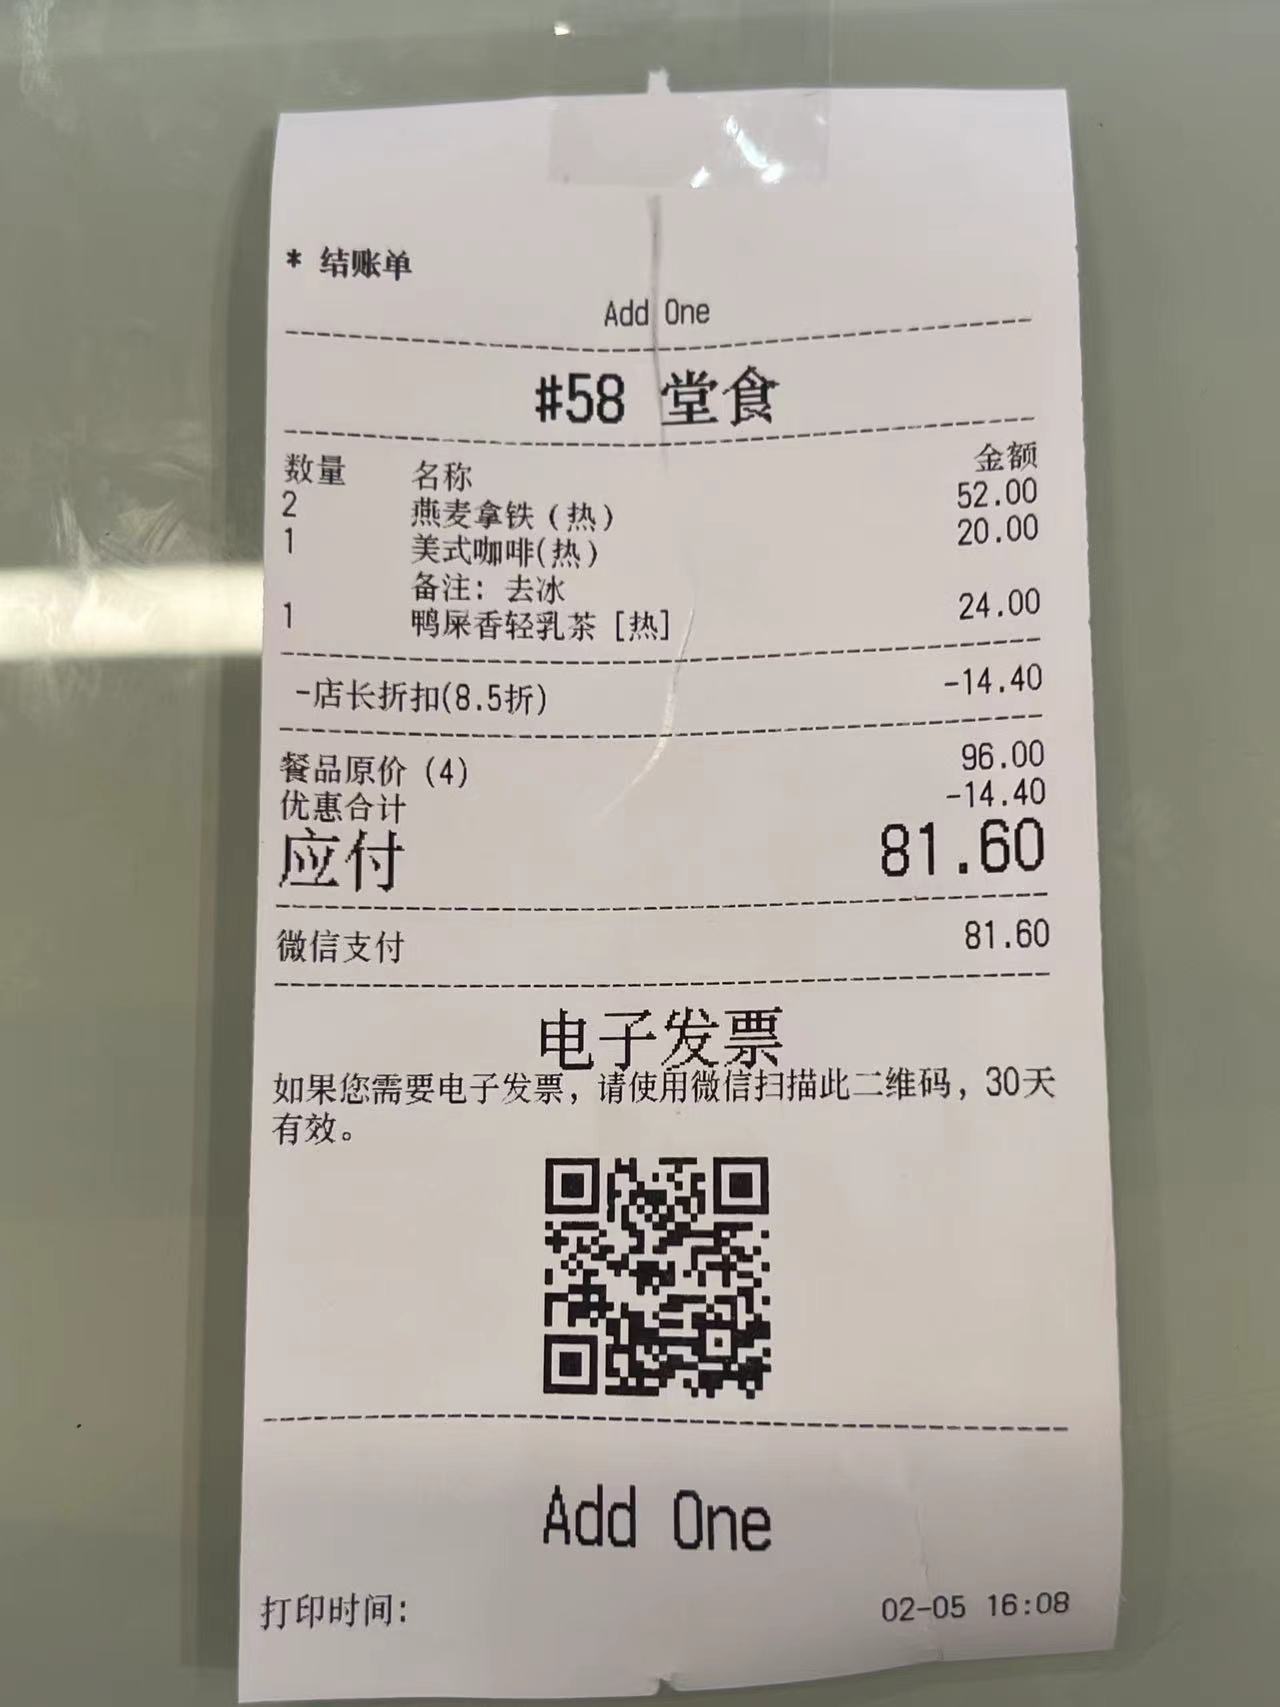 * 结账单
Add One
#58 堂食
数量 名称 金额
2 燕麦拿铁(热) 52.00
1 美式咖啡(热) 20.00
备注: 去冰
1 鸭屎香轻乳茶 [热] 24.00
-店长折扣(8.5折) -14.40
餐品原价 (4) 96.00
优惠合计 -14.40
应付 81.60
微信支付 81.60
电子发票
如果您需要电子发票，请使用微信扫描此二维码，30天
有效。
Add One
打印时间: 02-05 16:08